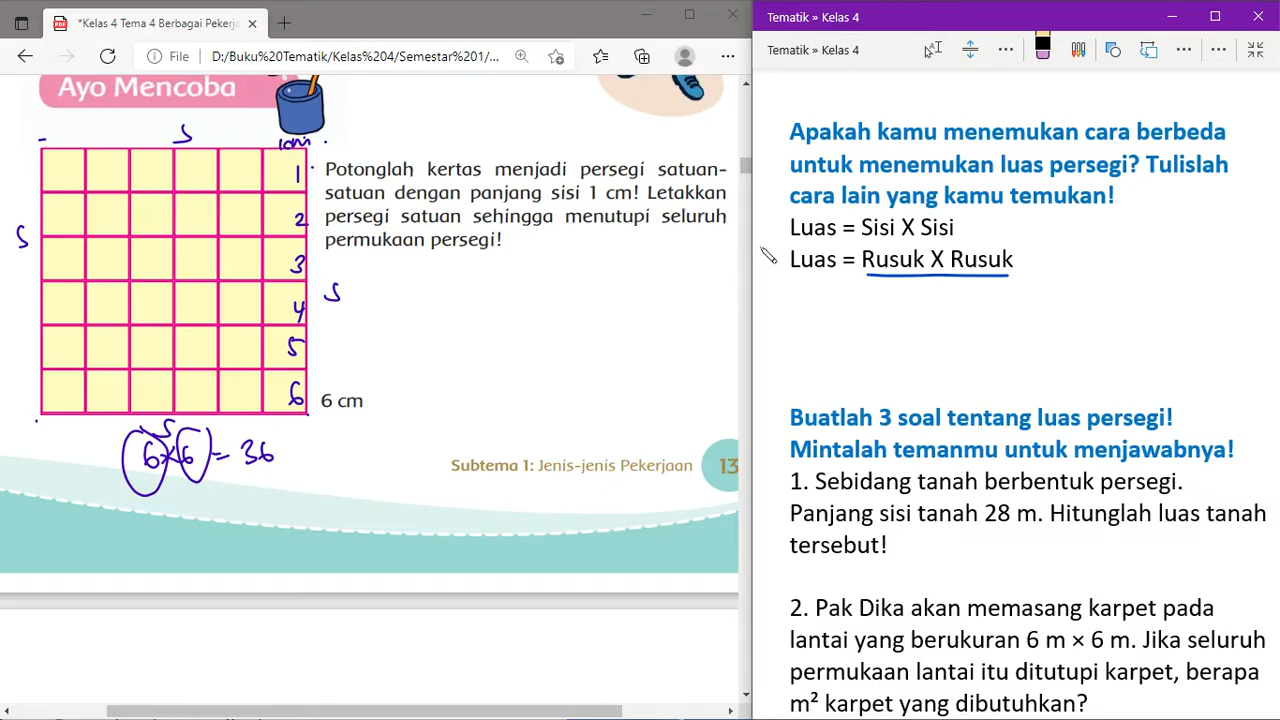 *Kelas 4 Tema 4 Berbagai Pekerja
File
D:/Buku%20Tematik/Kelas%204/Semestar%201/...
Ayo Mencoba
S
1 cm
1
2
3
4
5
6
S
S
Potonglah kertas menjadi persegi satuan-
satuan dengan panjang sisi 1 cm! Letakkan
persegi satuan sehingga menutupi seluruh
permukaan persegi!
6 cm
S
6 x 6 = 36
Subtema 1: Jenis-jenis Pekerjaan
13
Tematik » Kelas 4
Tematik » Kelas 4
Apakah kamu menemukan cara berbeda
untuk menemukan luas persegi? Tulislah
cara lain yang kamu temukan!
Luas = Sisi X Sisi
Luas = Rusuk X Rusuk
Buatlah 3 soal tentang luas persegi!
Mintalah temanmu untuk menjawabnya!
1. Sebidang tanah berbentuk persegi.
Panjang sisi tanah 28 m. Hitunglah luas tanah
tersebut!
2. Pak Dika akan memasang karpet pada
lantai yang berukuran 6 m × 6 m. Jika seluruh
permukaan lantai itu ditutupi karpet, berapa
m² karpet yang dibutuhkan?